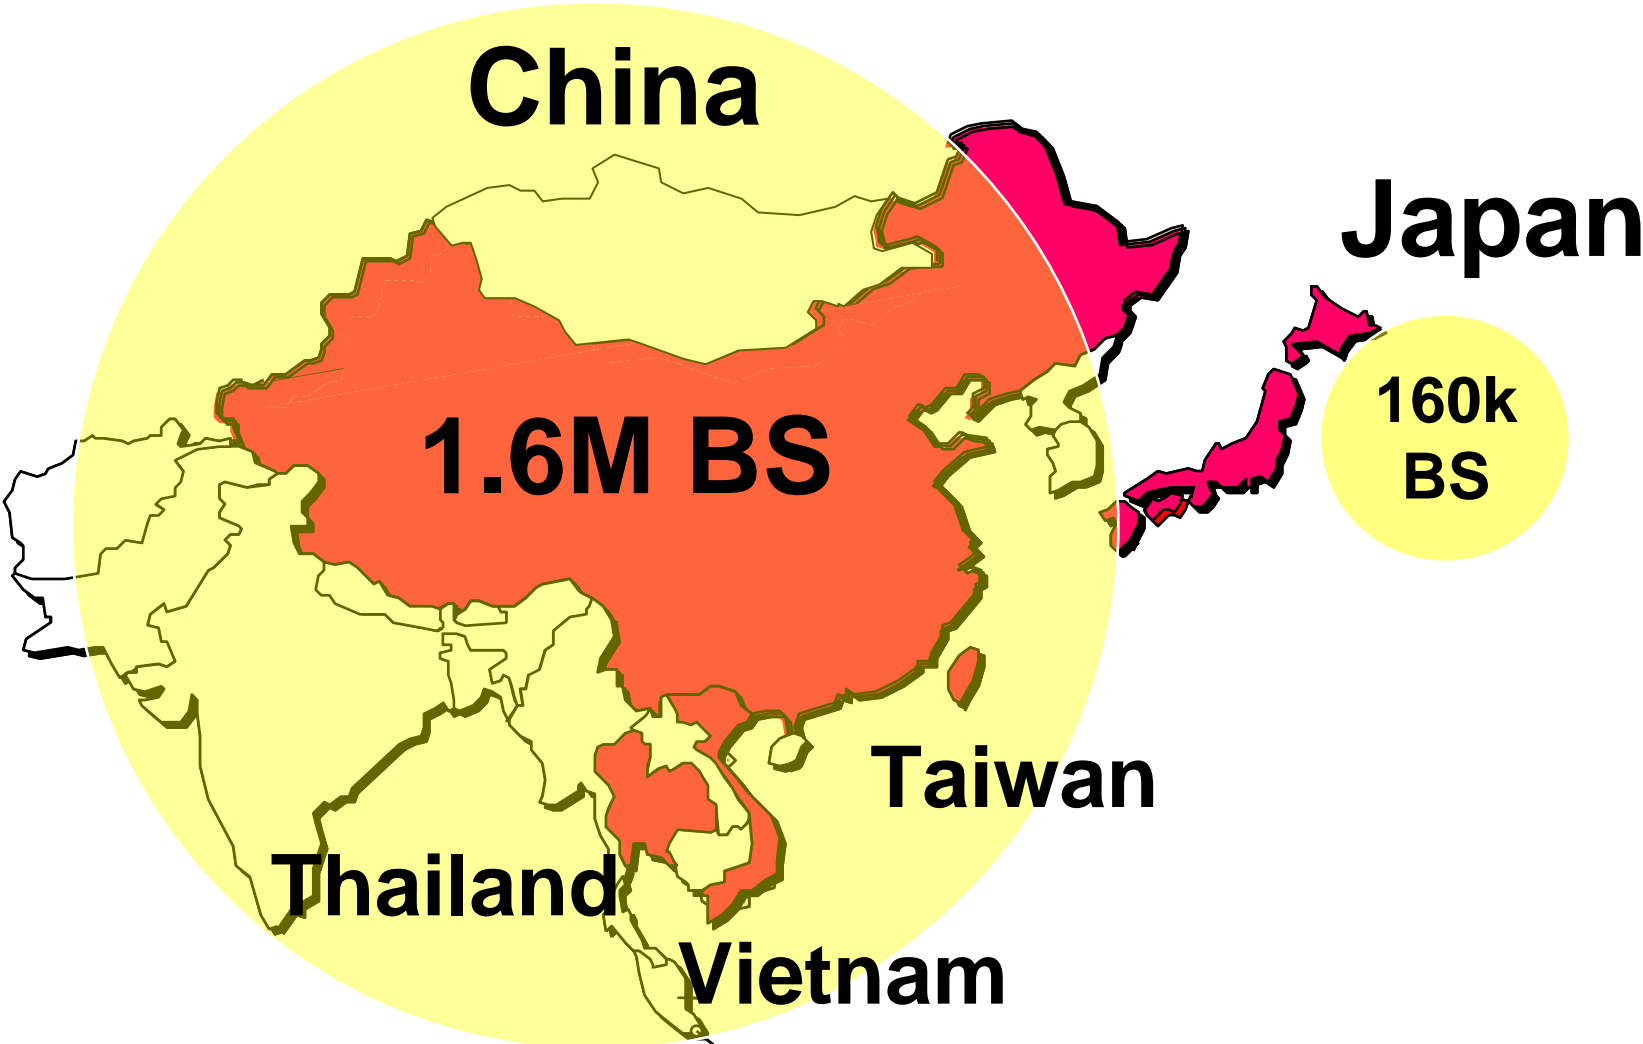 China
Japan
160k
BS
1.6M BS
Taiwan
Thailand
Vietnam